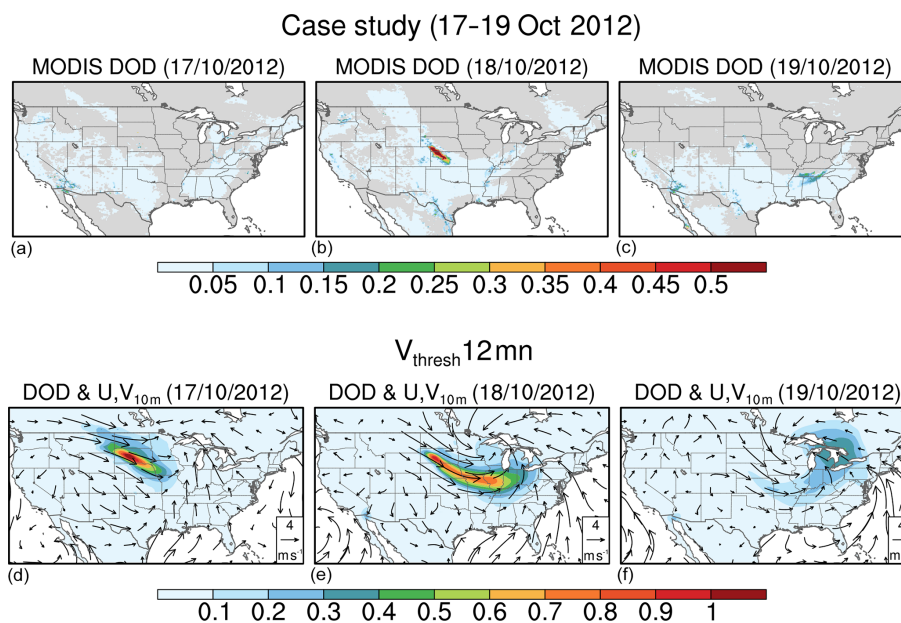 Case study (17–19 Oct 2012)
MODIS DOD (17/10/2012) MODIS DOD (18/10/2012) MODIS DOD (19/10/2012)
(a) (b) (c)
0.05 0.1 0.15 0.2 0.25 0.3 0.35 0.4 0.45 0.5
Vthresh 12mn
DOD & U,V10m (17/10/2012) DOD & U,V10m (18/10/2012) DOD & U,V10m (19/10/2012)
4 4 4
m s⁻¹ m s⁻¹ m s
(d) (e) (f)
0.1 0.2 0.3 0.4 0.5 0.6 0.7 0.8 0.9 1